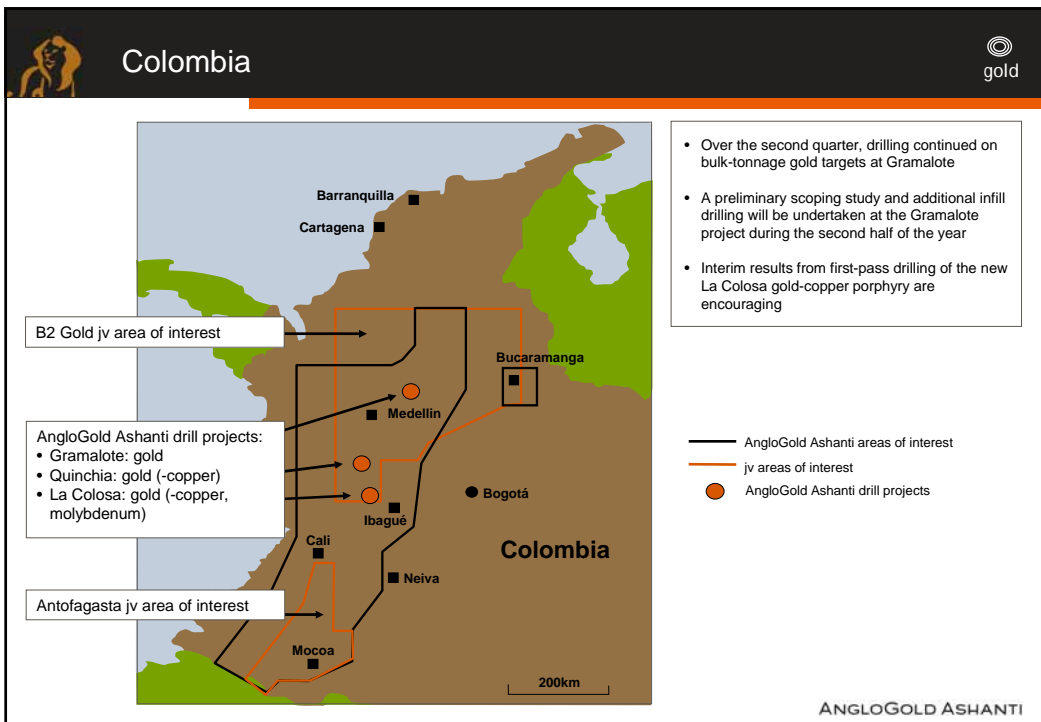 Colombia
gold
Barranquilla
Cartagena
B2 Gold jv area of interest
Bucaramanga
Medellin
AngloGold Ashanti drill projects:
• Gramalote: gold
• Quinchia: gold (-copper)
• La Colosa: gold (-copper,
molybdenum)
Bogotá
Ibagué
Cali
Colombia
Neiva
Antofagasta jv area of interest
Mocoa
200km
• Over the second quarter, drilling continued on
bulk-tonnage gold targets at Gramalote
• A preliminary scoping study and additional infill
drilling will be undertaken at the Gramalote
project during the second half of the year
• Interim results from first-pass drilling of the new
La Colosa gold-copper porphyry are
encouraging
AngloGold Ashanti areas of interest
jv areas of interest
AngloGold Ashanti drill projects
ANGLOGOLD ASHANTI